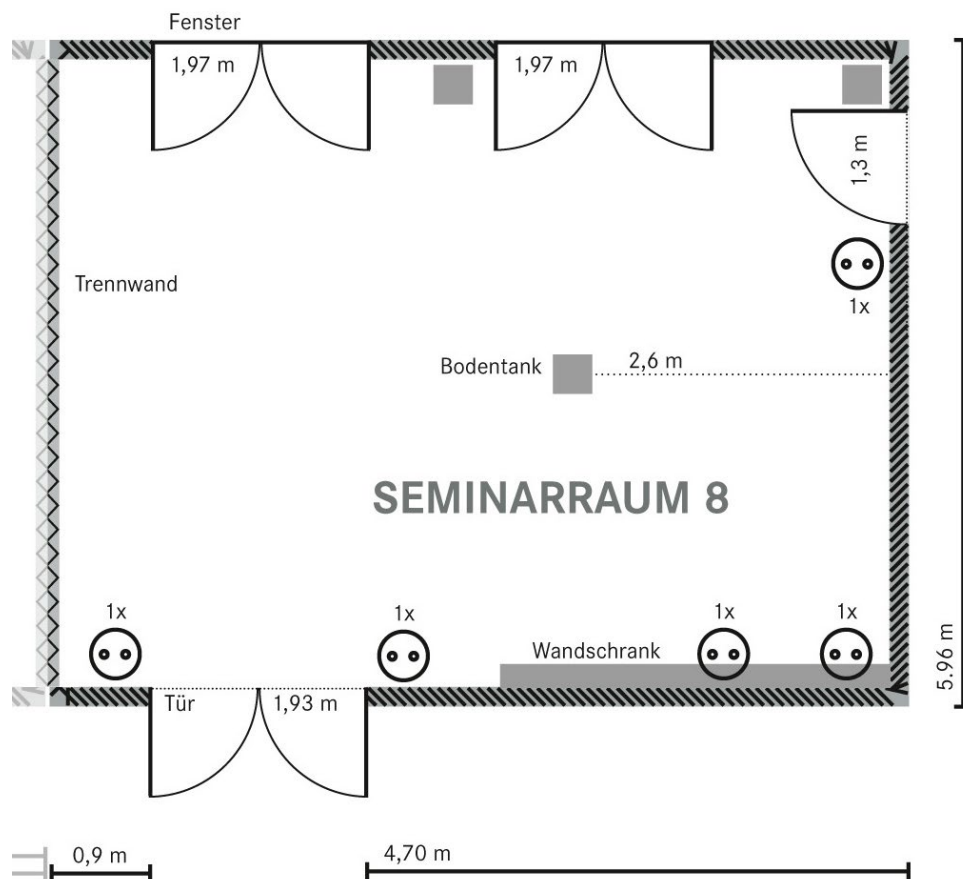 Fenster
1,97 m
1,97 m
1,3 m
Trennwand
1x
Bodentank
2,6 m
SEMINARRAUM 8
1x
1x
1x
1x
Wandschrank
5.96 m
Tür
1,93 m
0,9 m
4,70 m